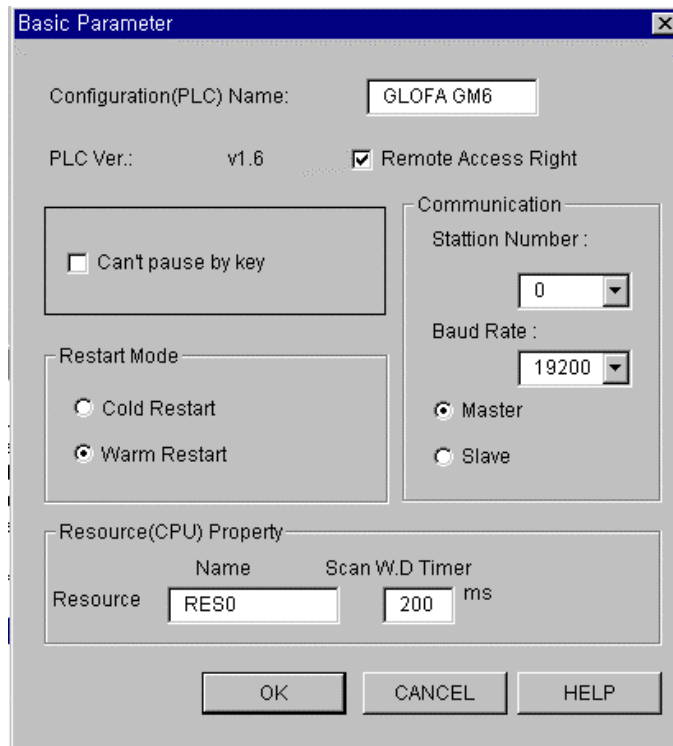 Basic Parameter
Configuration(PLC) Name: GLOFA GM6
PLC Ver.: v1.6 Remote Access Right
Can't pause by key
Communication
Stattion Number :
0
Baud Rate :
19200
Master
Slave
Restart Mode
Cold Restart
Warm Restart
Resource(CPU) Property
Name Scan W.D Timer
Resource RES0 200 ms
OK CANCEL HELP